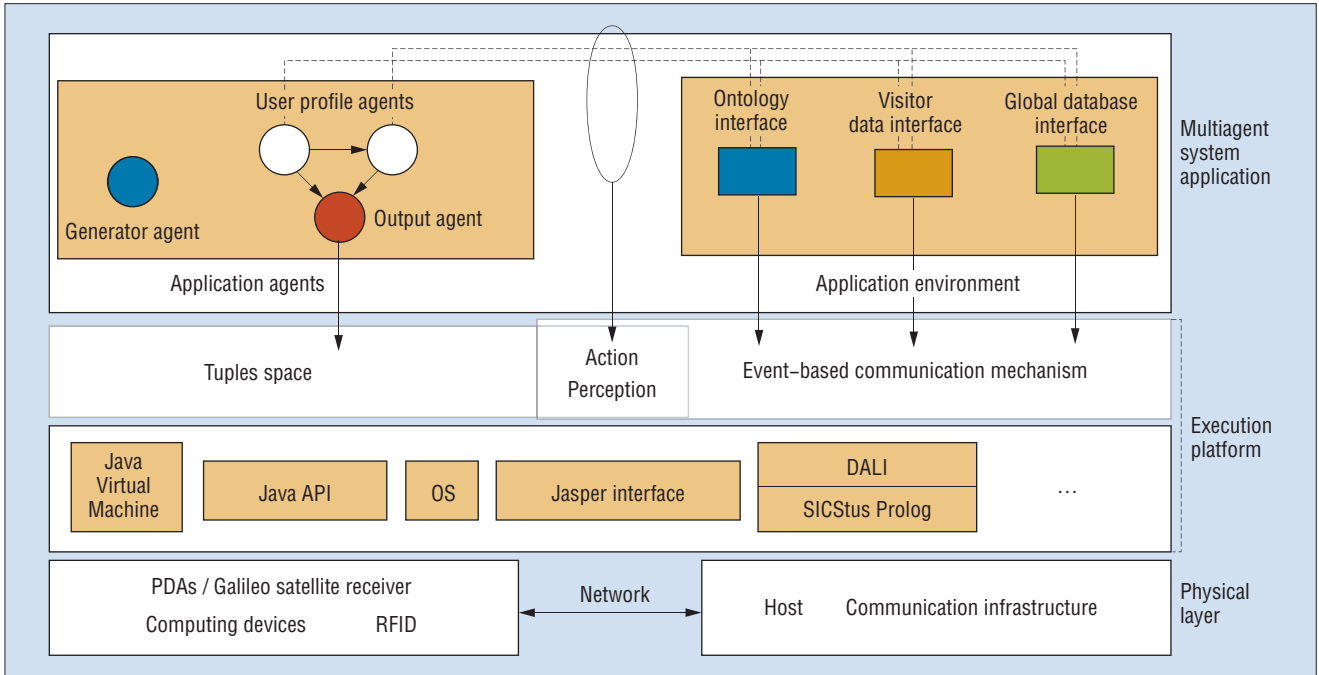 User profile agents
Generator agent
Output agent
Application agents
Ontology
interface
Visitor
data interface
Global database
interface
Application environment
Multiagent
system
application
Tuples space
Action
Perception
Event–based communication mechanism
Java
Virtual
Machine
Java API
OS
Jasper interface
DALI
SICStus Prolog
...
Execution
platform
PDAs / Galileo satellite receiver
Computing devices RFID
Network
Host Communication infrastructure
Physical
layer